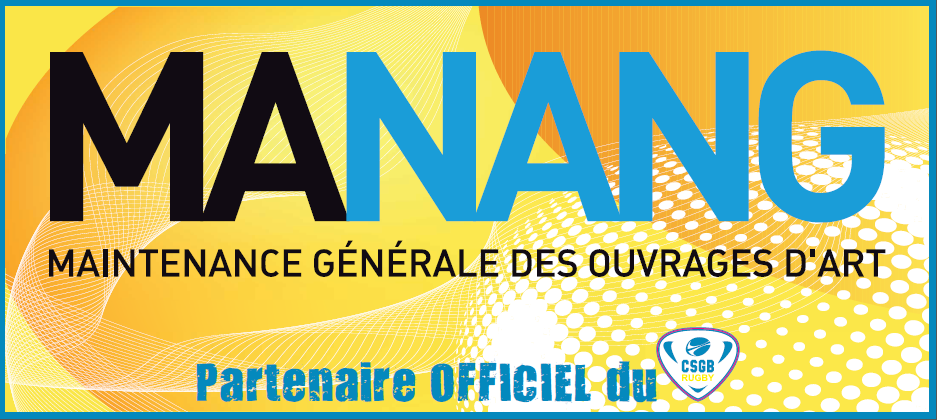 MANANG
MAINTENANCE GÉNÉRALE DES OUVRAGES D'ART
Partenaire OFFICIEL du
CSGB
RUGBY